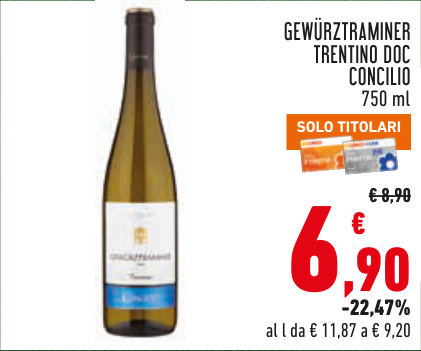 GEWÜRZTRAMINER
TRENTINO DOC
CONCILIO
750 ml
SOLO TITOLARI
€ 8,90
€
6,90
-22,47%
al l da € 11,87 a € 9,20
GEWÜRZTRAMINER